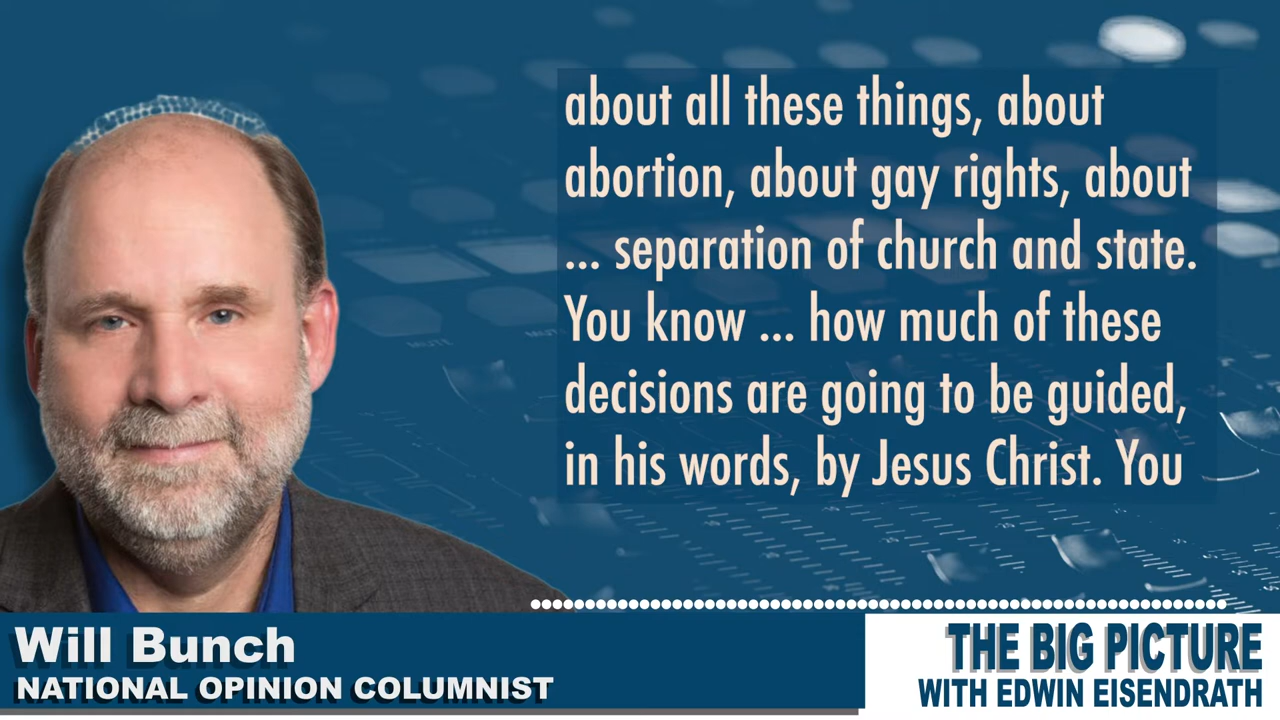 about all these things, about
abortion, about gay rights, about
... separation of church and state.
You know ... how much of these
decisions are going to be guided,
in his words, by Jesus Christ. You
Will Bunch
NATIONAL OPINION COLUMNIST
THE BIG PICTURE
WITH EDWIN EISENDRATH
MUTE